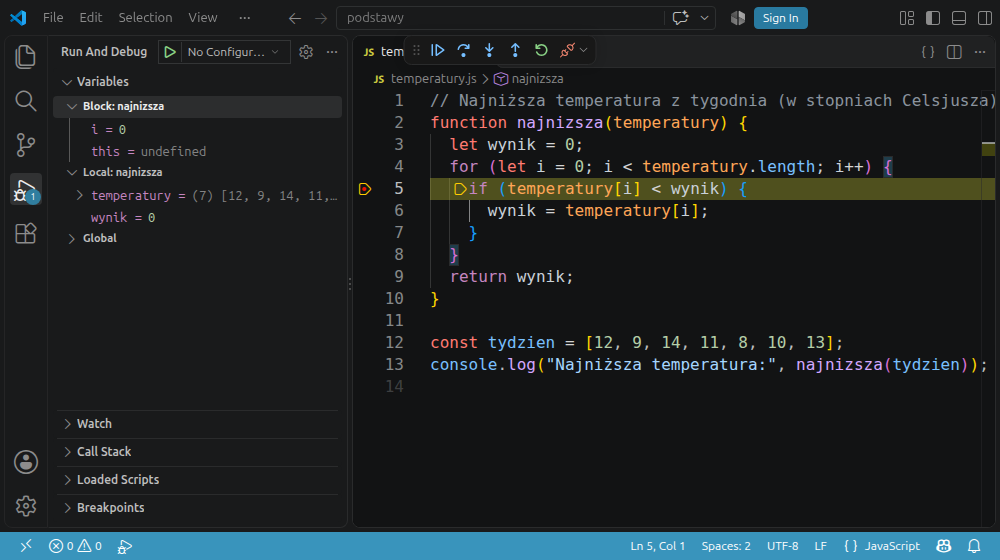 File Edit Selection View ··· podstawy Sign In
Run And Debug No Configur... ···
Variables
Block: najnizsza
i = 0
this = undefined
Local: najnizsza
temperatury = (7) [12, 9, 14, 11,...
wynik = 0
Global
Watch
Call Stack
Loaded Scripts
Breakpoints
1
JS tem
{ } ···
JS temperatury.js > najnizsza
1 // Najniższa temperatura z tygodnia (w stopniach Celsjusza)
2 function najnizsza(temperatury) {
3 let wynik = 0;
4 for (let i = 0; i < temperatury.length; i++) {
5 if (temperatury[i] < wynik) {
6 wynik = temperatury[i];
7 }
8 }
9 return wynik;
10 }
11
12 const tydzien = [12, 9, 14, 11, 8, 10, 13];
13 console.log("Najniższa temperatura:", najnizsza(tydzien));
14
0 0 Ln 5, Col 1 Spaces: 2 UTF-8 LF { } JavaScript